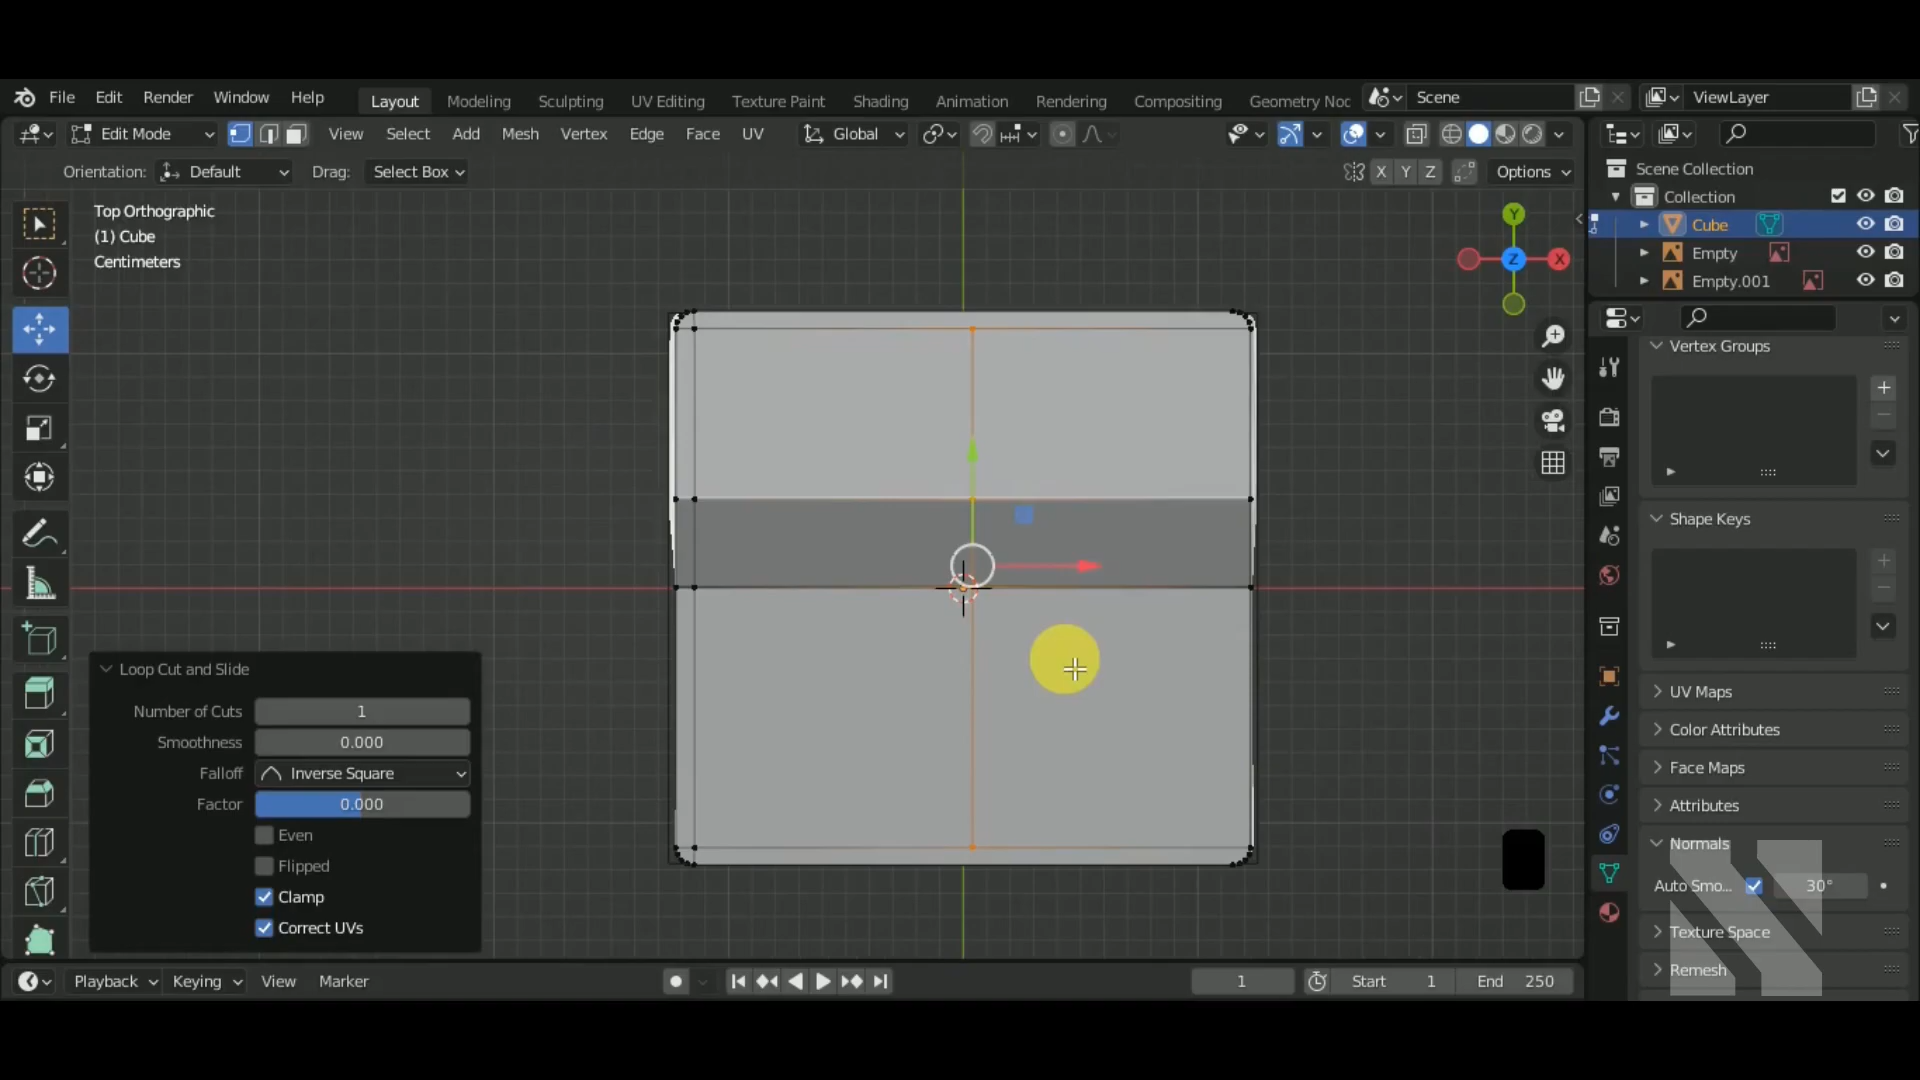 File Edit Render Window Help Layout Modeling Sculpting UV Editing Texture Paint Shading Animation Rendering Compositing Geometry Noc Scene ViewLayer
Edit Mode View Select Add Mesh Vertex Edge Face UV Global
Orientation: Default Drag: Select Box X Y Z Options
Scene Collection
Collection
Cube
Empty
Empty.001
Top Orthographic
(1) Cube
Centimeters
Y
Z
X
Vertex Groups
Shape Keys
UV Maps
Color Attributes
Face Maps
Attributes
Normals
Auto Smo... 30°
Texture Space
Remesh
Loop Cut and Slide
Number of Cuts 1
Smoothness 0.000
Falloff Inverse Square
Factor 0.000
Even
Flipped
Clamp
Correct UVs
Playback Keying View Marker 1 Start 1 End 250